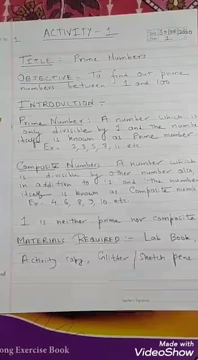 ACTIVITY - 1
1
TITLE : Prime Numbers
OBJECTIVE - To find out prime
numbers between 1 and 100
INTRODUCTION =
Prime Number : A number which is
only divisible by 1 and the number
itself is known as Prime number
Ex : 2, 3, 5, 7, 11 etc
Composite Number A number which
is divisible by other number also
in addition to 1 and the number
itself is known as Composite
Ex. 4, 6, 8, 9, 10 etc.
1 is neither prime nor composite
MATERIALS REQUIRED :- Lab Book,
Activity copy, Glitter / Sketch pens
ong Exercise Book
Made with
VideoShow